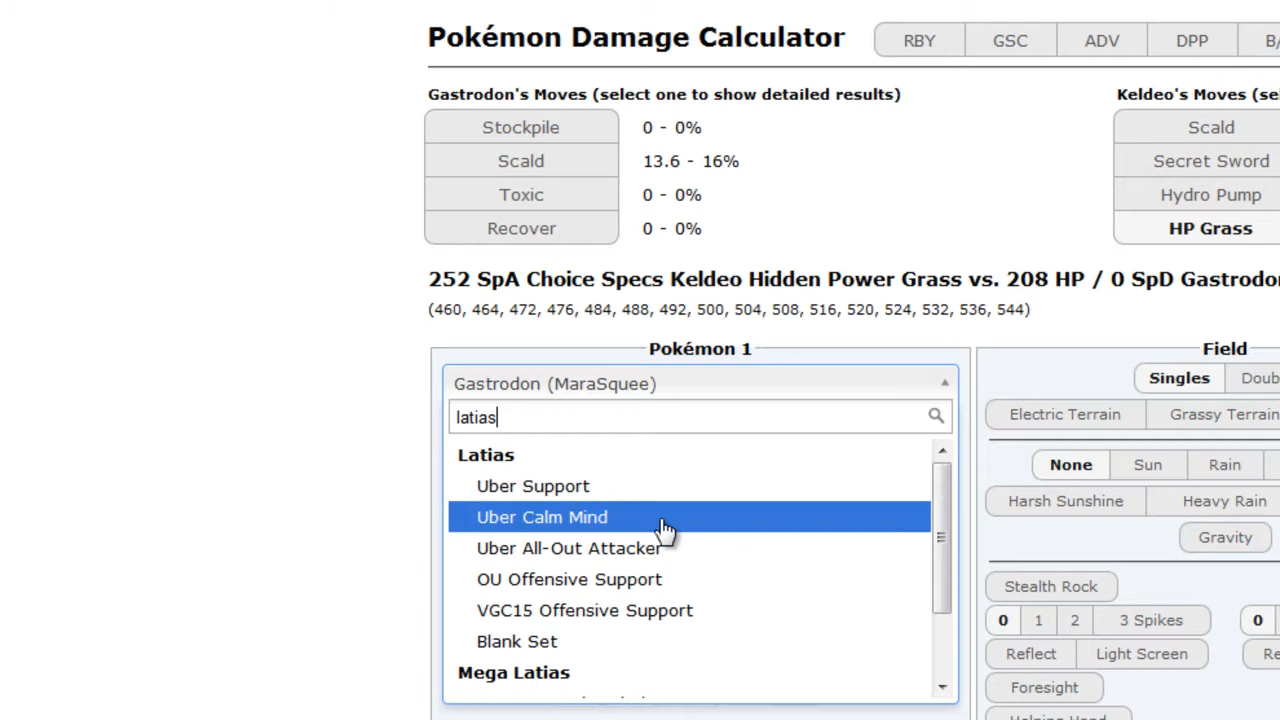 Pokémon Damage Calculator
RBY GSC ADV DPP B/
Gastrodon's Moves (select one to show detailed results)
Keldeo's Moves (se
Stockpile 0 - 0%
Scald 13.6 - 16%
Toxic 0 - 0%
Recover 0 - 0%
Scald
Secret Sword
Hydro Pump
HP Grass
252 SpA Choice Specs Keldeo Hidden Power Grass vs. 208 HP / 0 SpD Gastrodo
(460, 464, 472, 476, 484, 488, 492, 500, 504, 508, 516, 520, 524, 532, 536, 544)
Pokémon 1
Gastrodon (MaraSquee)
latias
Latias
Uber Support
Uber Calm Mind
Uber All-Out Attacker
OU Offensive Support
VGC15 Offensive Support
Blank Set
Mega Latias
Field
Singles Doub
Electric Terrain Grassy Terrain
None Sun Rain
Harsh Sunshine Heavy Rain
Gravity
Stealth Rock
0 1 2 3 Spikes 0
Reflect Light Screen Re
Foresight
Helping Hand